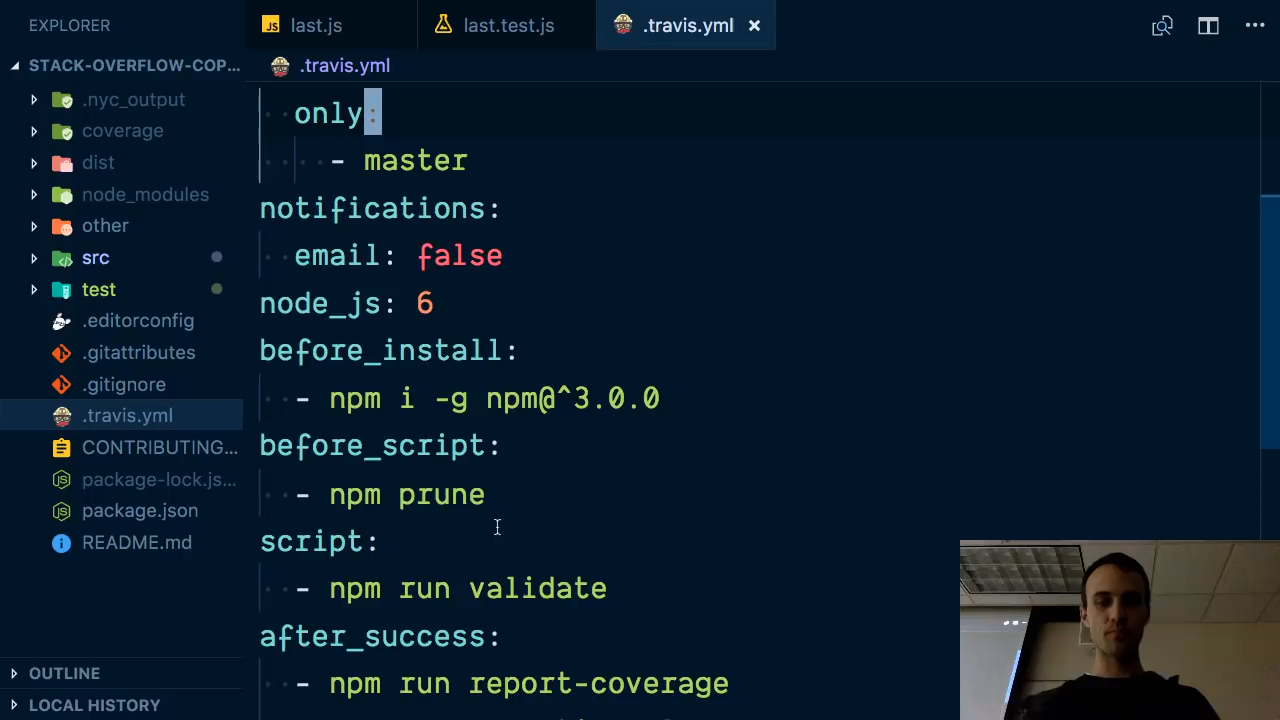 EXPLORER
last.js
last.test.js
.travis.yml
STACK-OVERFLOW-COP...
.travis.yml
.nyc_output
coverage
dist
node_modules
other
src
test
.editorconfig
.gitattributes
.gitignore
.travis.yml
CONTRIBUTING...
package-lock.js...
package.json
README.md
OUTLINE
LOCAL HISTORY
only:
- master
notifications:
email: false
node_js: 6
before_install:
- npm i -g npm@^3.0.0
before_script:
- npm prune
script:
- npm run validate
after_success:
- npm run report-coverage